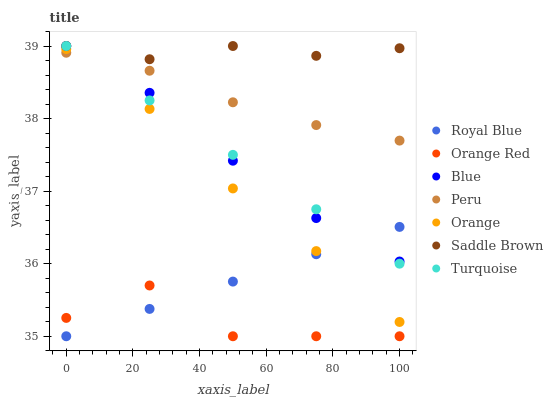 title
39
38
37
36
35
0
20
40
60
80
100
yaxis_label
xaxis_label
Royal Blue
Orange Red
Blue
Peru
Orange
Saddle Brown
Turquoise